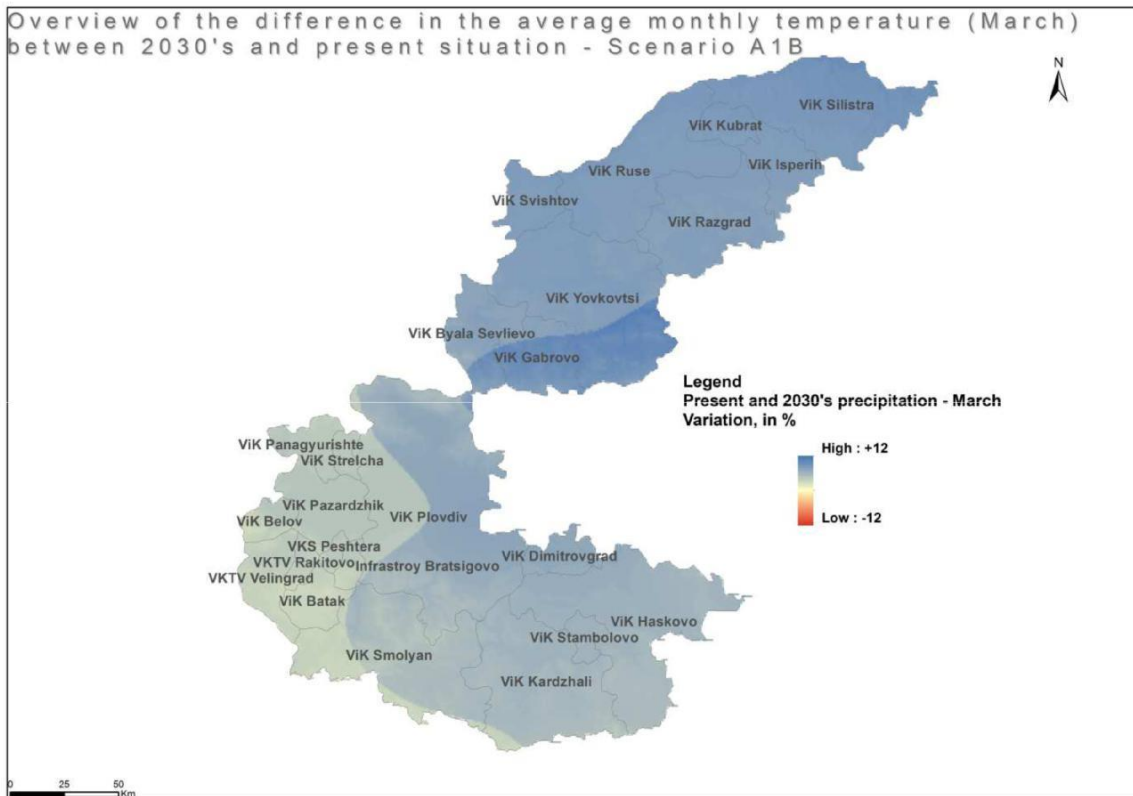 Overview of the difference in the average monthly temperature (March)
between 2030's and present situation - Scenario A1B
N
ViK Silistra
ViK Kubrat
ViK Isperih
ViK Ruse
ViK Svishtov
ViK Razgrad
ViK Yovkovtsi
ViK Byala Sevlievo
ViK Gabrovo
Legend
Present and 2030's precipitation - March
Variation, in %
High : +12
Low : -12
ViK Panagyurishte
ViK Strelcha
ViK Pazardzhik
ViK Belov
ViK Plovdiv
VKS Peshtera
ViK Dimitrovgrad
VKTV Rakitovo
Infrastroy Bratsigovo
VKTV Velingrad
ViK Batak
ViK Haskovo
ViK Stambolovo
ViK Smolyan
ViK Kardzhali
0 25 50
Km